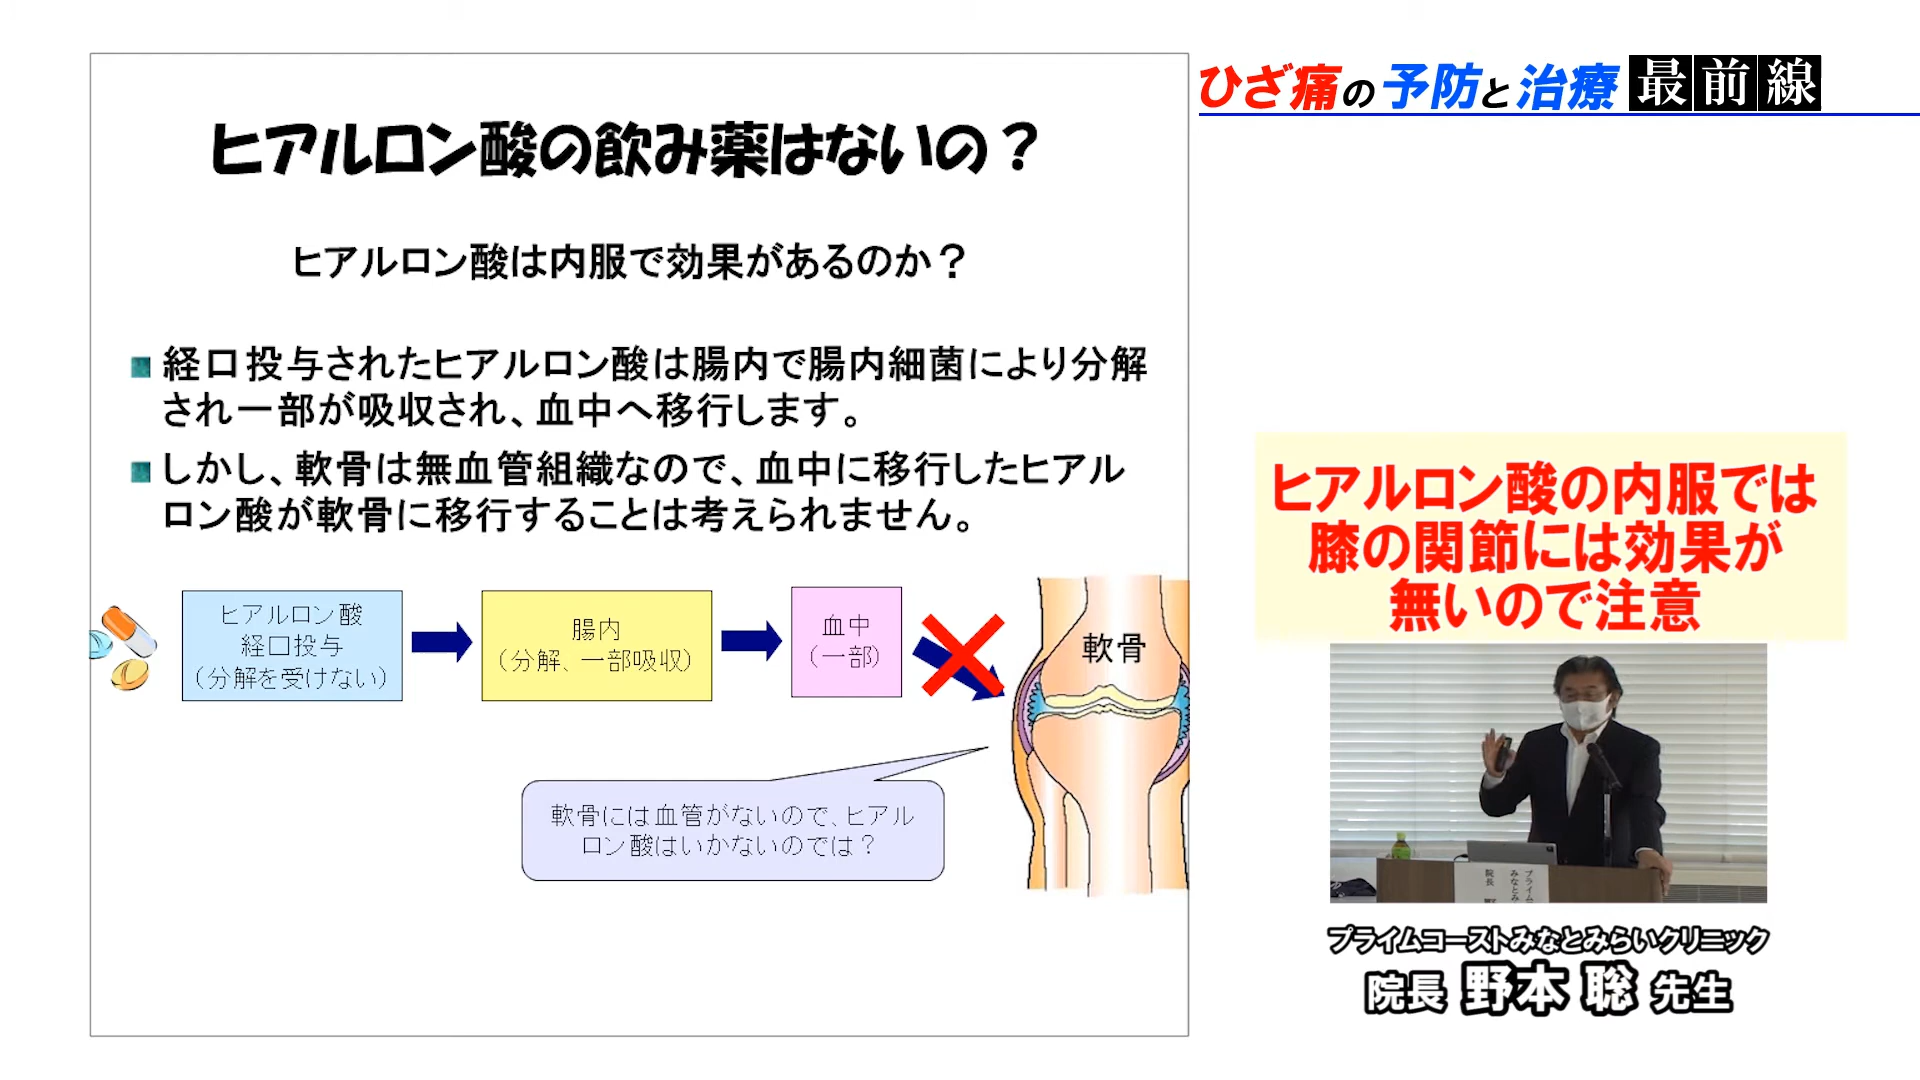 ひざ痛の予防と治療 最前線
ヒアルロン酸の飲み薬はないの？
ヒアルロン酸は内服で効果があるのか？
経口投与されたヒアルロン酸は腸内で腸内細菌により分解
され一部が吸収され、血中へ移行します。
しかし、軟骨は無血管組織なので、血中に移行したヒアル
ロン酸が軟骨に移行することは考えられません。
ヒアルロン酸
経口投与
（分解を受けない）
腸内
（分解、一部吸収）
血中
（一部）
軟骨
軟骨には血管がないので、ヒアル
ロン酸はいかないのでは？
ヒアルロン酸の内服では
膝の関節には効果が
無いので注意
プライム
みなとみ
院長
プライムコーストみなとみらいクリニック
院長 野本 聡 先生